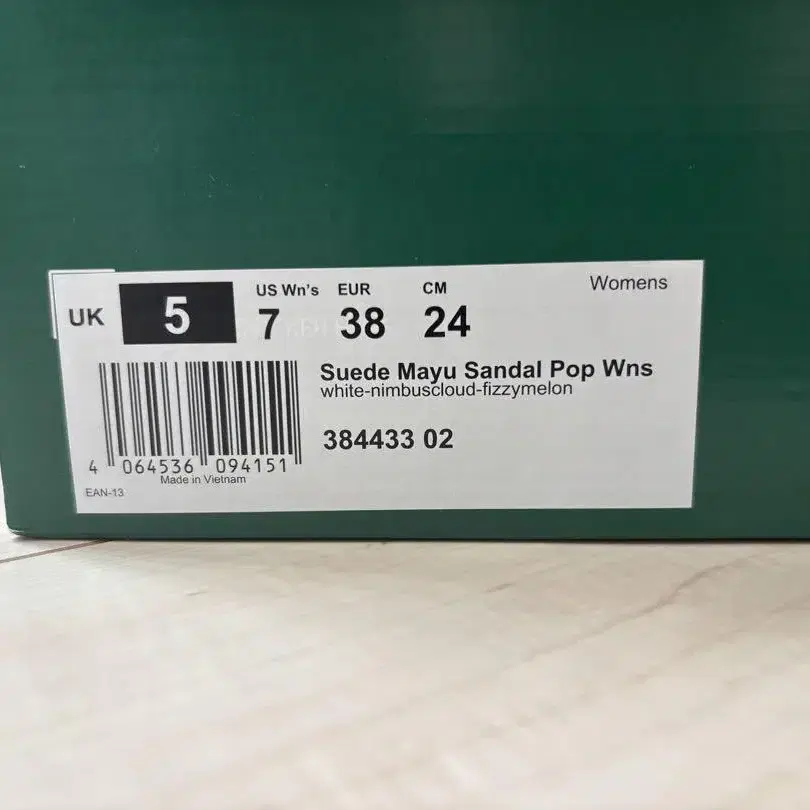 Womens
UK 5
US Wn's EUR CM
7 38 24
Suede Mayu Sandal Pop Wns
white-nimbuscloud-fizzymelon
384433 02
4 064536 094151
Made in Vietnam
EAN-13